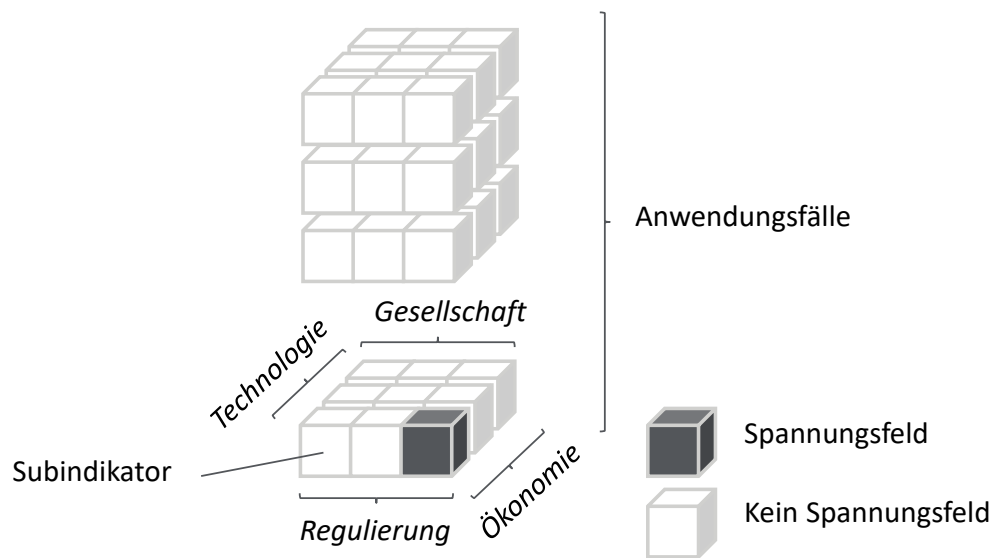 Anwendungsfälle
Gesellschaft
Technologie
Spannungsfeld
Subindikator
Ökonomie
Regulierung
Kein Spannungsfeld